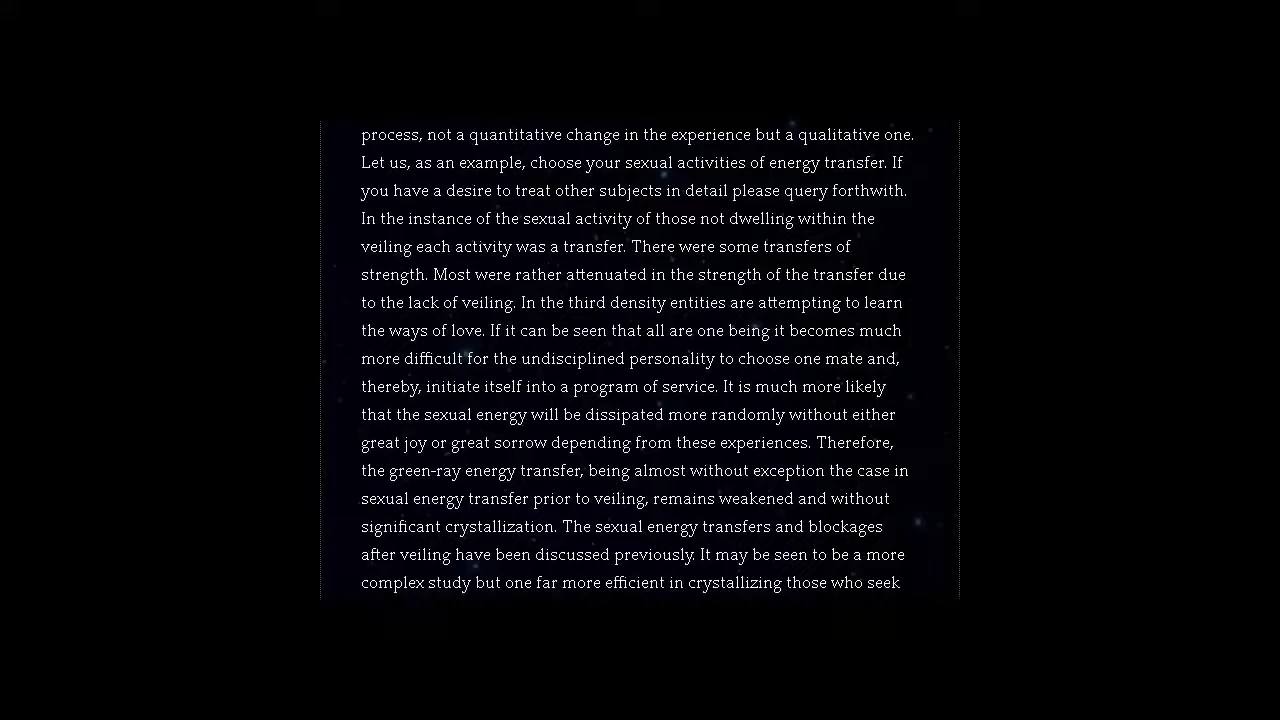 process, not a quantitative change in the experience but a qualitative one.
Let us, as an example, choose your sexual activities of energy transfer. If
you have a desire to treat other subjects in detail please query forthwith.
In the instance of the sexual activity of those not dwelling within the
veiling each activity was a transfer. There were some transfers of
strength. Most were rather attenuated in the strength of the transfer due
to the lack of veiling. In the third density entities are attempting to learn
the ways of love. If it can be seen that all are one being it becomes much
more difficult for the undisciplined personality to choose one mate and,
thereby, initiate itself into a program of service. It is much more likely
that the sexual energy will be dissipated more randomly without either
great joy or great sorrow depending from these experiences. Therefore,
the green-ray energy transfer, being almost without exception the case in
sexual energy transfer prior to veiling, remains weakened and without
significant crystallization. The sexual energy transfers and blockages
after veiling have been discussed previously. It may be seen to be a more
complex study but one far more efficient in crystallizing those who seek